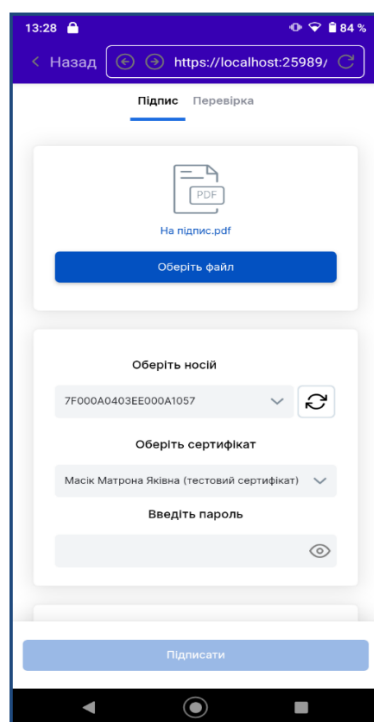 13:28 84 %
Назад https://localhost:25989/
Підпис Перевірка
PDF
На підпис.pdf
Оберіть файл
Оберіть носій
7F000A0403EE000A1057
Оберіть сертифікат
Масік Матрона Яківна (тестовий сертифікат)
Введіть пароль
Підписати